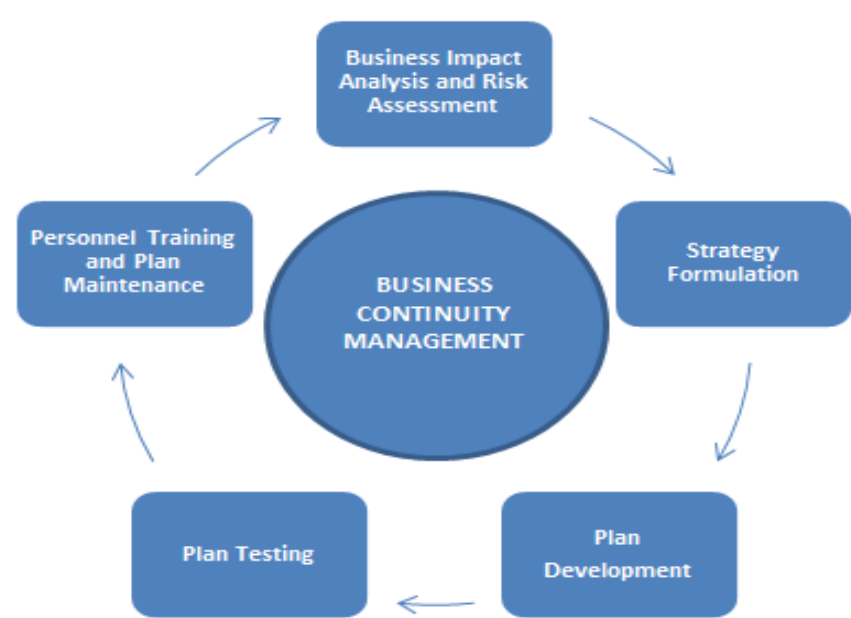 Business Impact
Analysis and Risk
Assessment
Personnel Training
and Plan
Maintenance
Strategy
Formulation
BUSINESS
CONTINUITY
MANAGEMENT
Plan Testing
Plan
Development